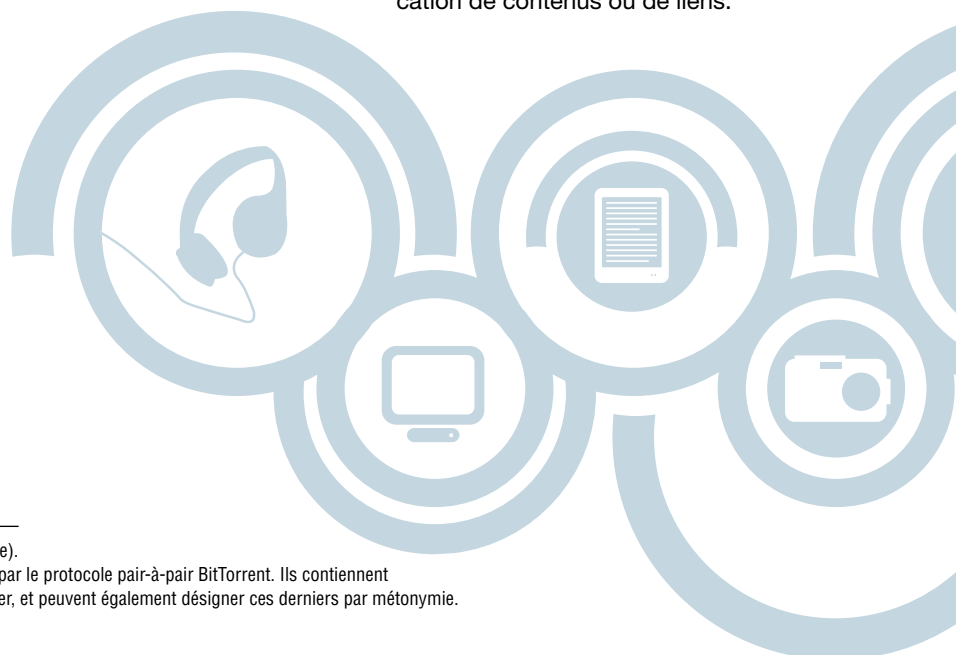 cation de contenus ou de liens.
e).
par le protocole pair-à-pair BitTorrent. Ils contiennent
er, et peuvent également désigner ces derniers par métonymie.